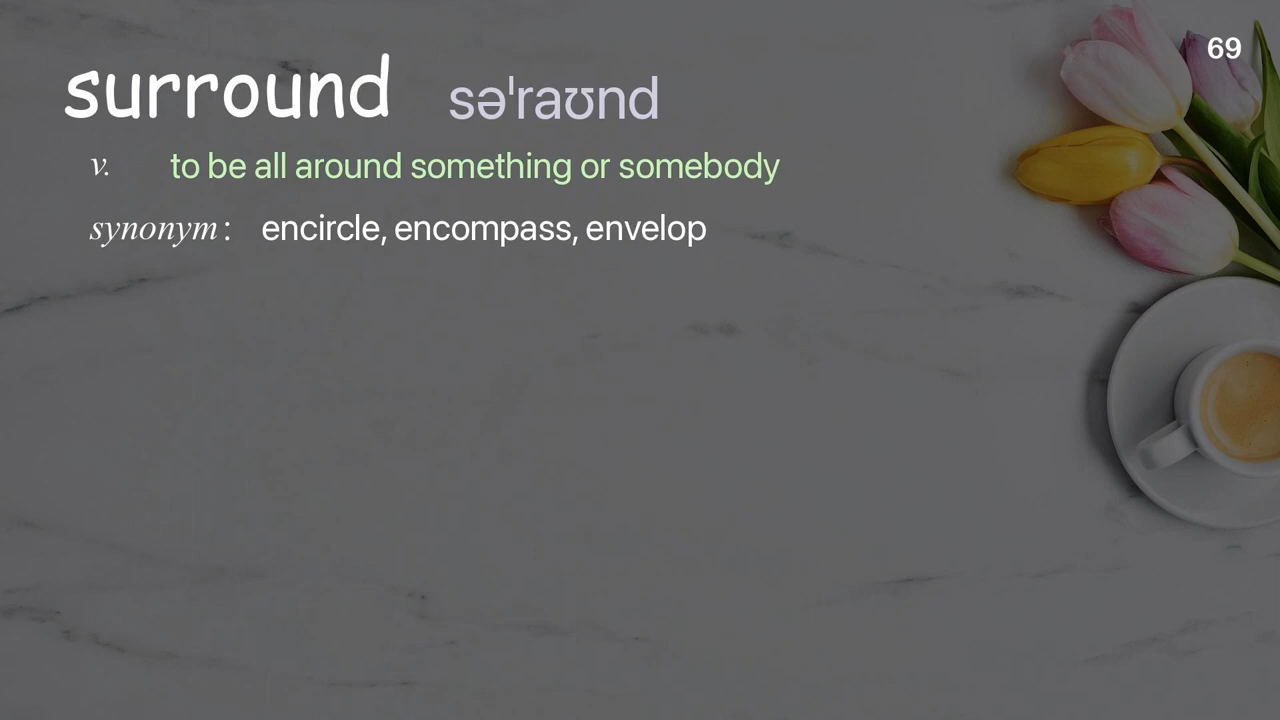 69
surround səˈraʊnd
v. to be all around something or somebody
synonym: encircle, encompass, envelop